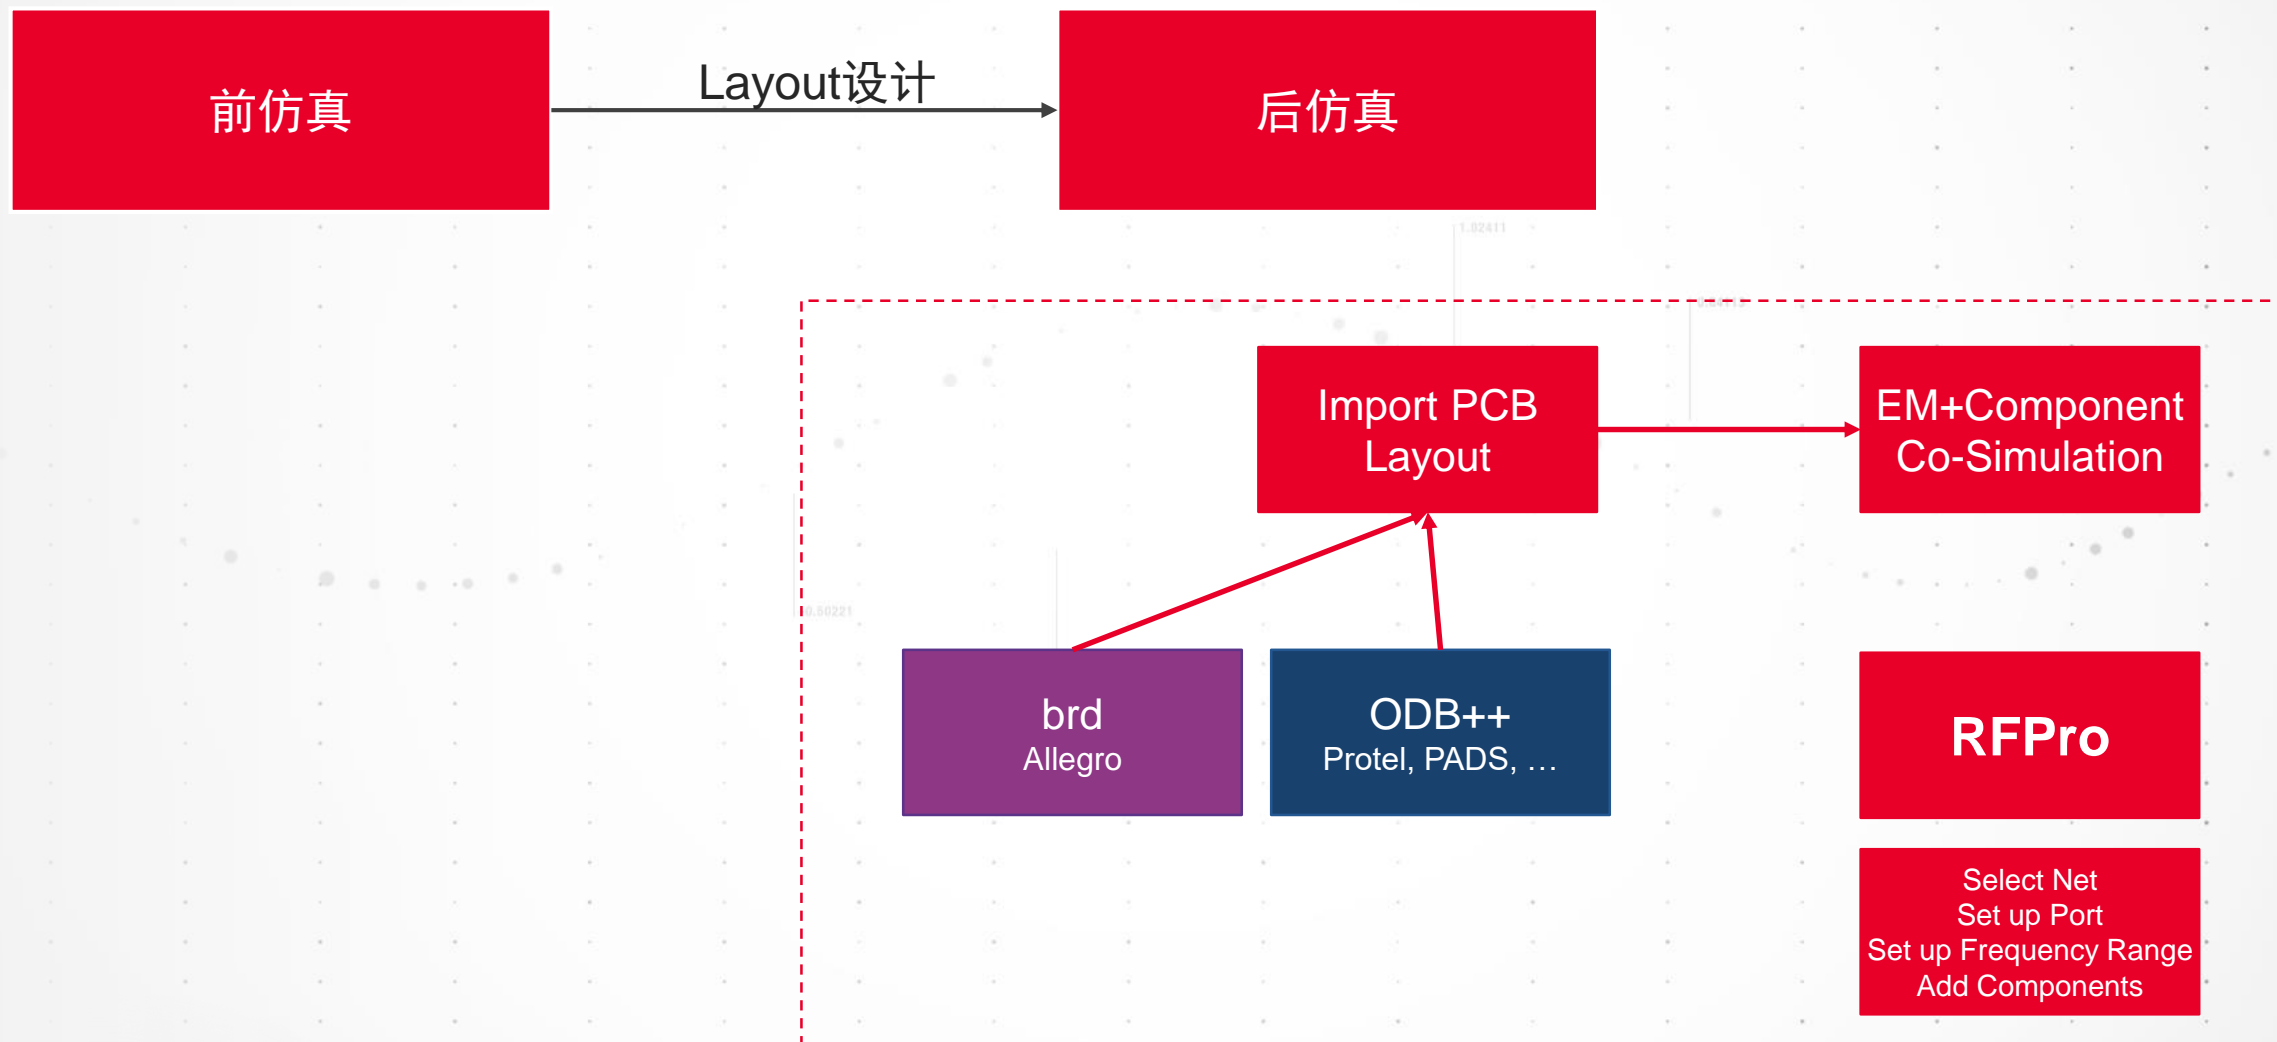 前仿真
Layout设计
后仿真
1.92411
Import PCB
Layout
EM+Component
Co-Simulation
brd
Allegro
ODB++
Protel, PADS, …
RFPro
Select Net
Set up Port
Set up Frequency Range
Add Components